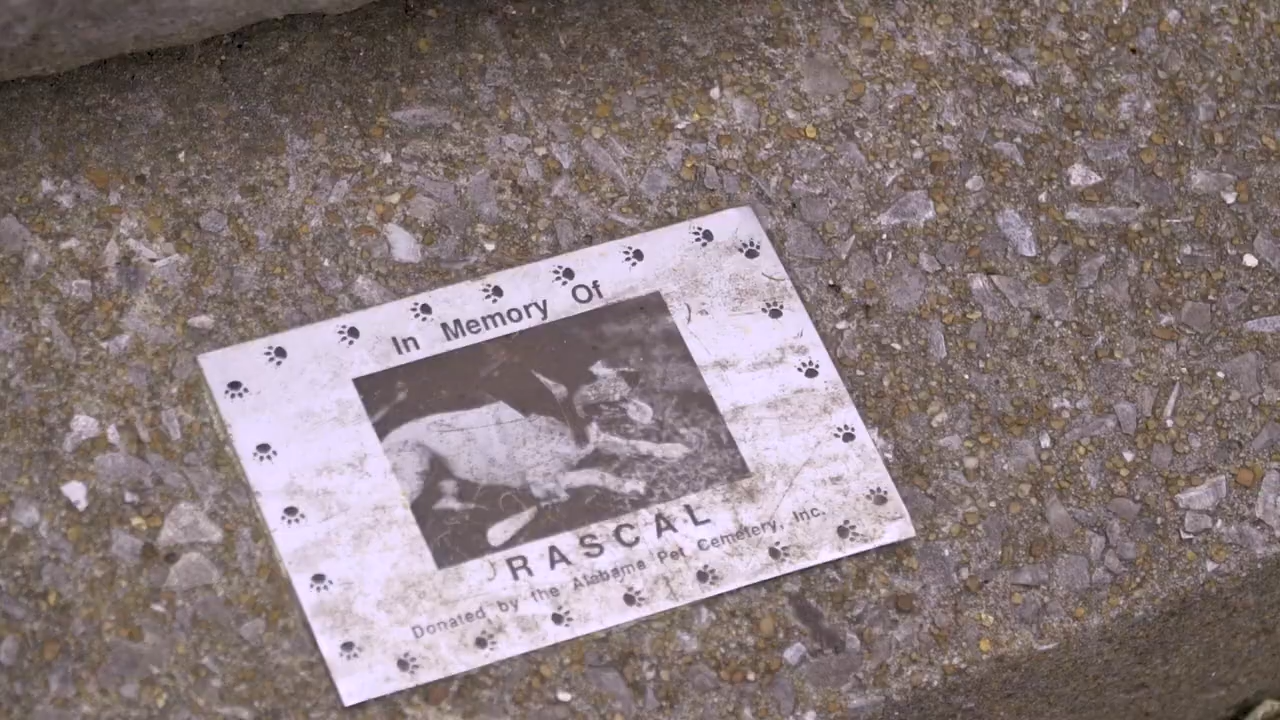 In Memory Of
RASCAL
Donated by the Alabama Pet Cemetery, Inc.